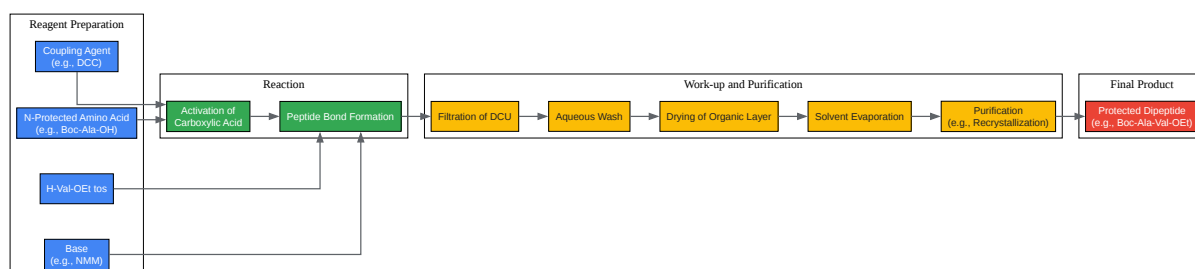 Reagent Preparation
Coupling Agent
(e.g., DCC)
N-Protected Amino Acid
(e.g., Boc-Ala-OH)
H-Val-OEt tos
Base
(e.g., NMM)
Reaction
Activation of
Carboxylic Acid
Peptide Bond Formation
Work-up and Purification
Filtration of DCU
Aqueous Wash
Drying of Organic Layer
Solvent Evaporation
Purification
(e.g., Recrystallization)
Final Product
Protected Dipeptide
(e.g., Boc-Ala-Val-OEt)